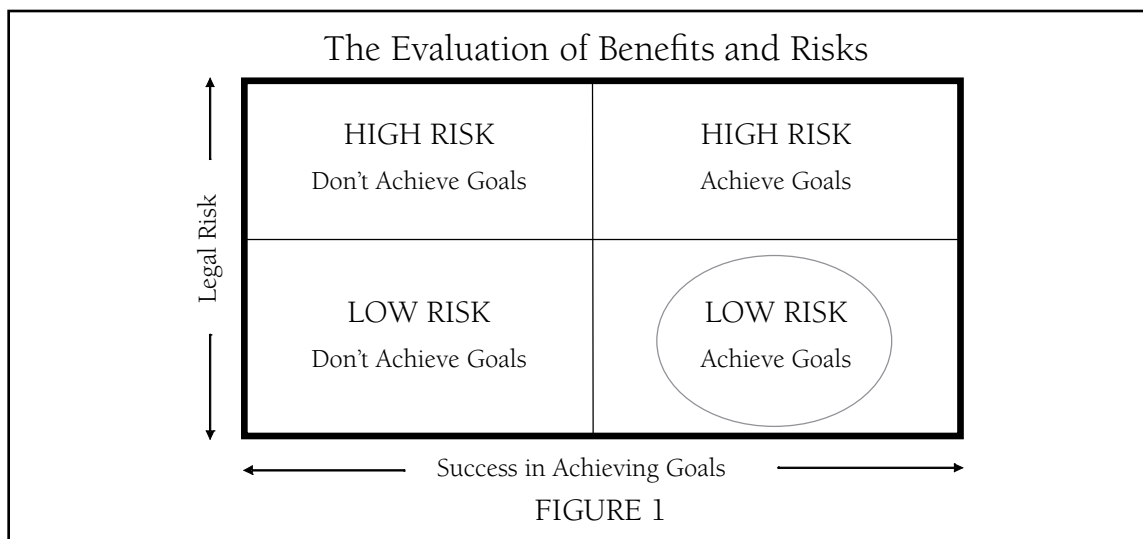 The Evaluation of Benefits and Risks
HIGH RISK
Don't Achieve Goals
HIGH RISK
Achieve Goals
Legal Risk
LOW RISK
Don't Achieve Goals
LOW RISK
Achieve Goals
Success in Achieving Goals
FIGURE 1